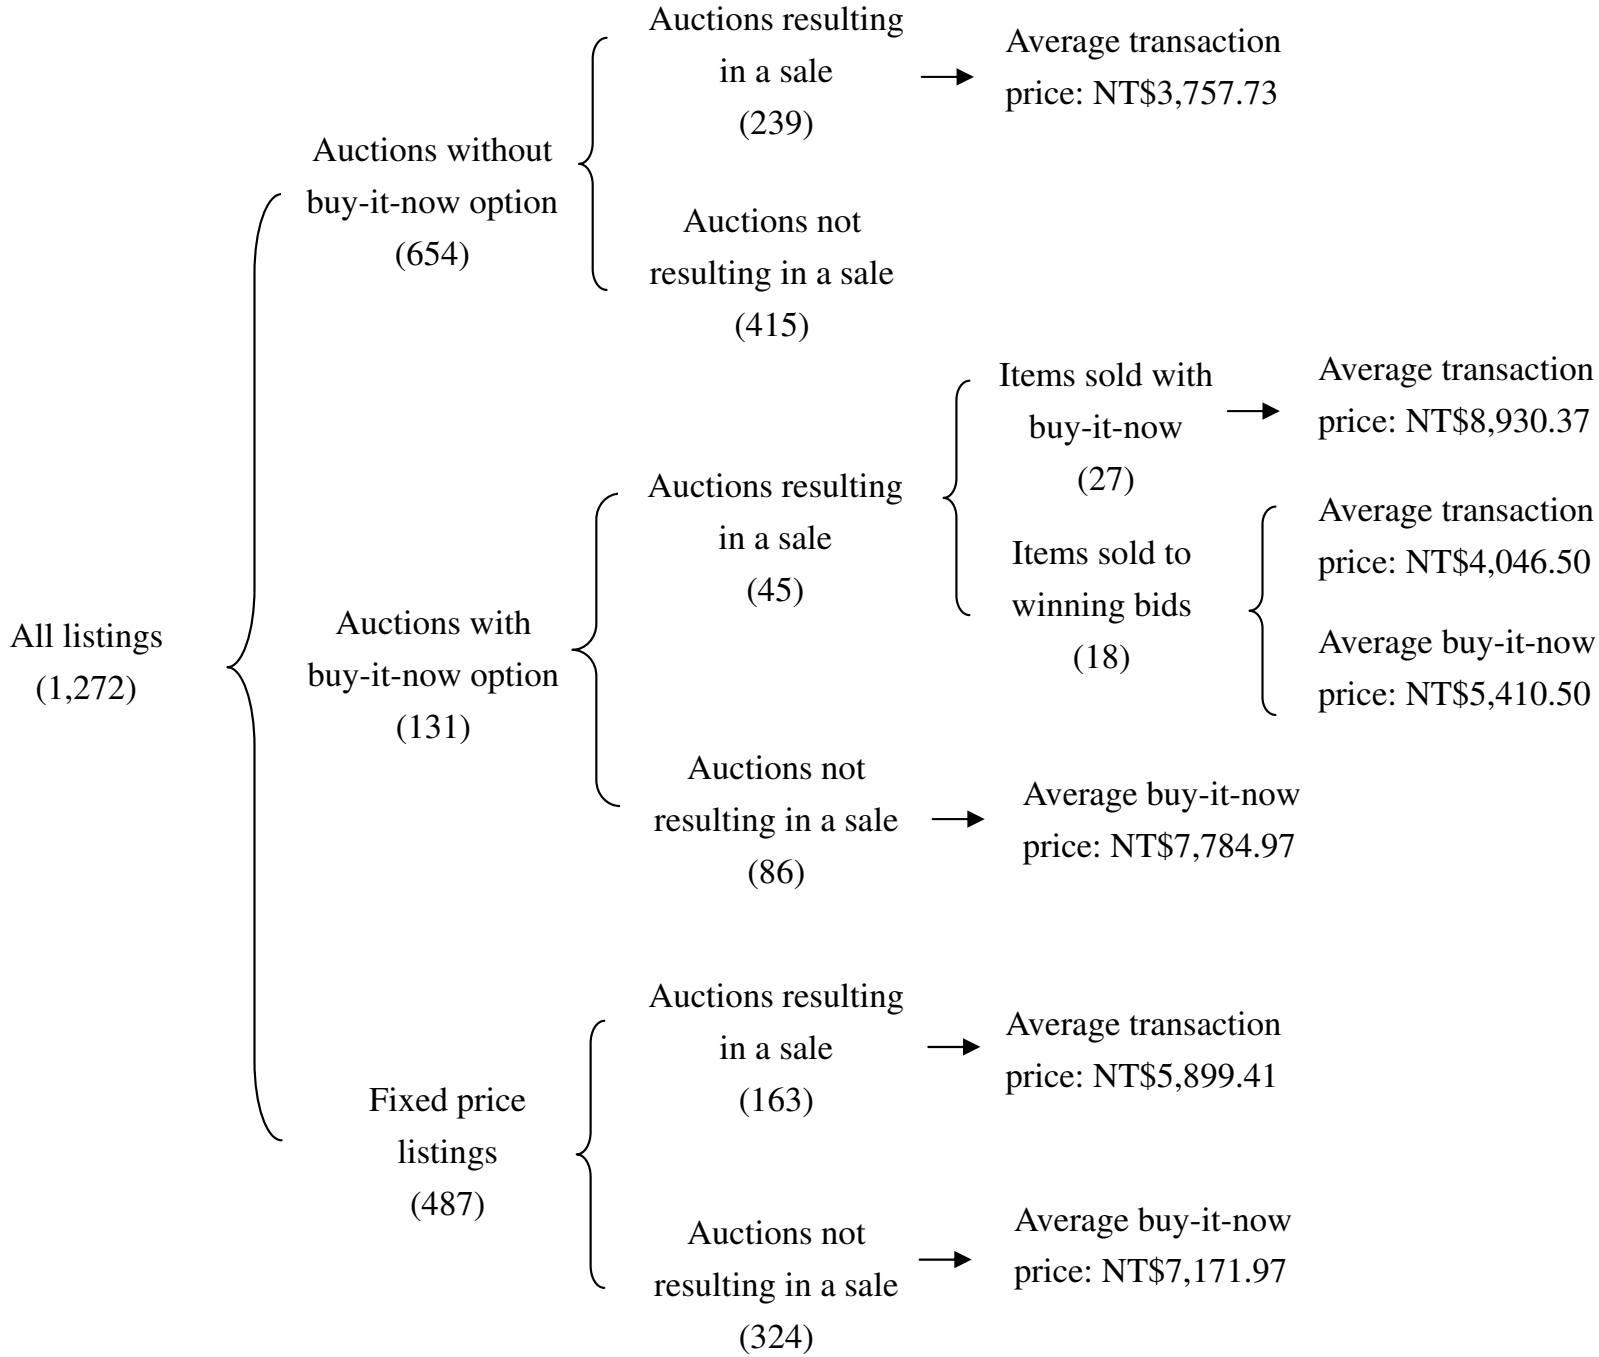 All listings
(1,272)
Auctions without
buy-it-now option
(654)
Auctions resulting
in a sale
(239)
Average transaction
price: NT$3,757.73
Auctions not
resulting in a sale
(415)
Auctions with
buy-it-now option
(131)
Auctions resulting
in a sale
(45)
Items sold with
buy-it-now
(27)
Average transaction
price: NT$8,930.37
Items sold to
winning bids
(18)
Average transaction
price: NT$4,046.50
Average buy-it-now
price: NT$5,410.50
Auctions not
resulting in a sale
(86)
Average buy-it-now
price: NT$7,784.97
Fixed price
listings
(487)
Auctions resulting
in a sale
(163)
Average transaction
price: NT$5,899.41
Auctions not
resulting in a sale
(324)
Average buy-it-now
price: NT$7,171.97